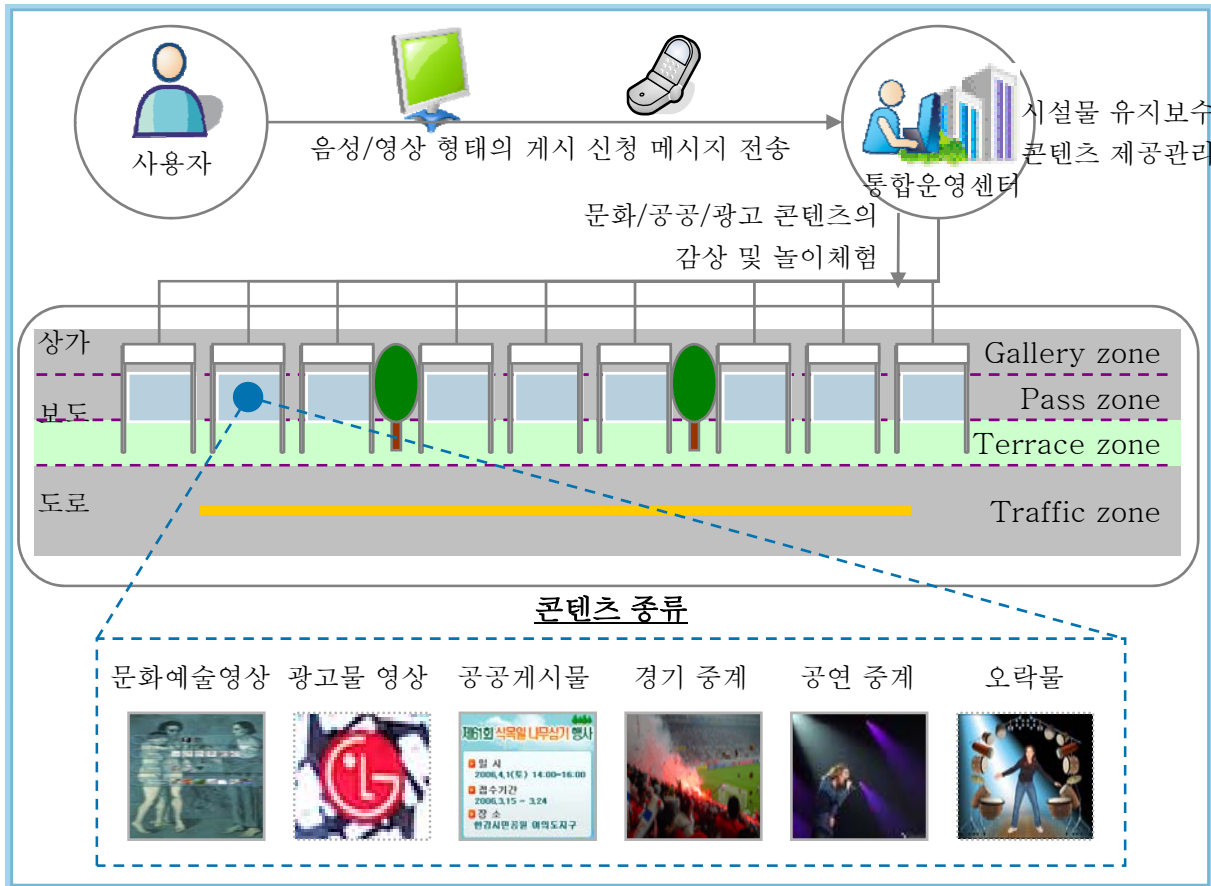 사용자
음성/영상 형태의 게시 신청 메시지 전송
통합운영센터
시설물 유지보수
콘텐츠 제공관리
문화/공공/광고 콘텐츠의
감상 및 놀이체험
상가
Gallery zone
보도
Pass zone
Terrace zone
도로
Traffic zone
콘텐츠 종류
문화예술영상
광고물 영상
공공게시물
경기 중계
공연 중계
오락물
LG
제61회 식목일 나무심기 행사
일 시
2006,4,1(토) 14:00~16:00
접수기간
2006,3,15 ~ 3,24
장 소
한강시민공원 여의도지구